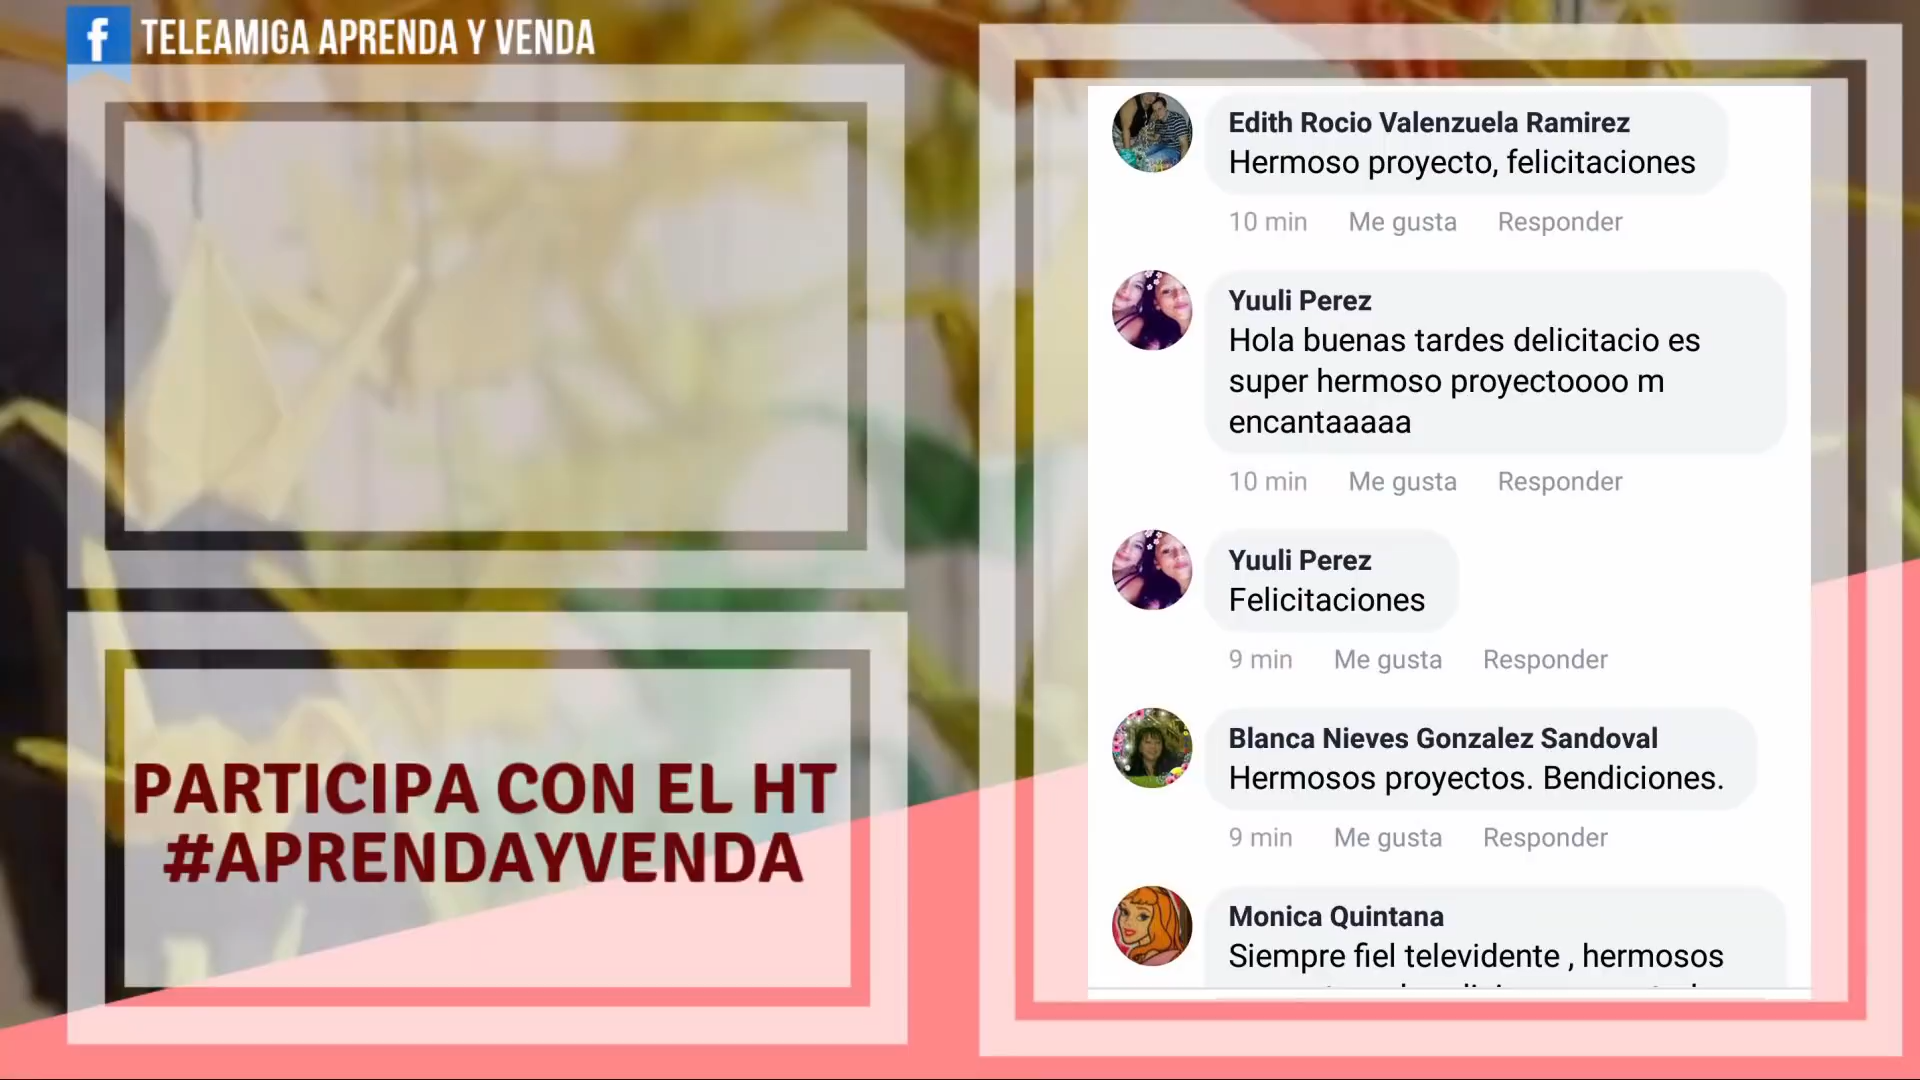 TELEAMIGA APRENDA Y VENDA
PARTICIPA CON EL HT
#APRENDAYVENDA
Edith Rocio Valenzuela Ramirez
Hermoso proyecto, felicitaciones
10 min Me gusta Responder
Yuuli Perez
Hola buenas tardes delicitacio es
super hermoso proyectoooo m
encantaaaaa
10 min Me gusta Responder
Yuuli Perez
Felicitaciones
9 min Me gusta Responder
Blanca Nieves Gonzalez Sandoval
Hermosos proyectos. Bendiciones.
9 min Me gusta Responder
Monica Quintana
Siempre fiel televidente , hermosos